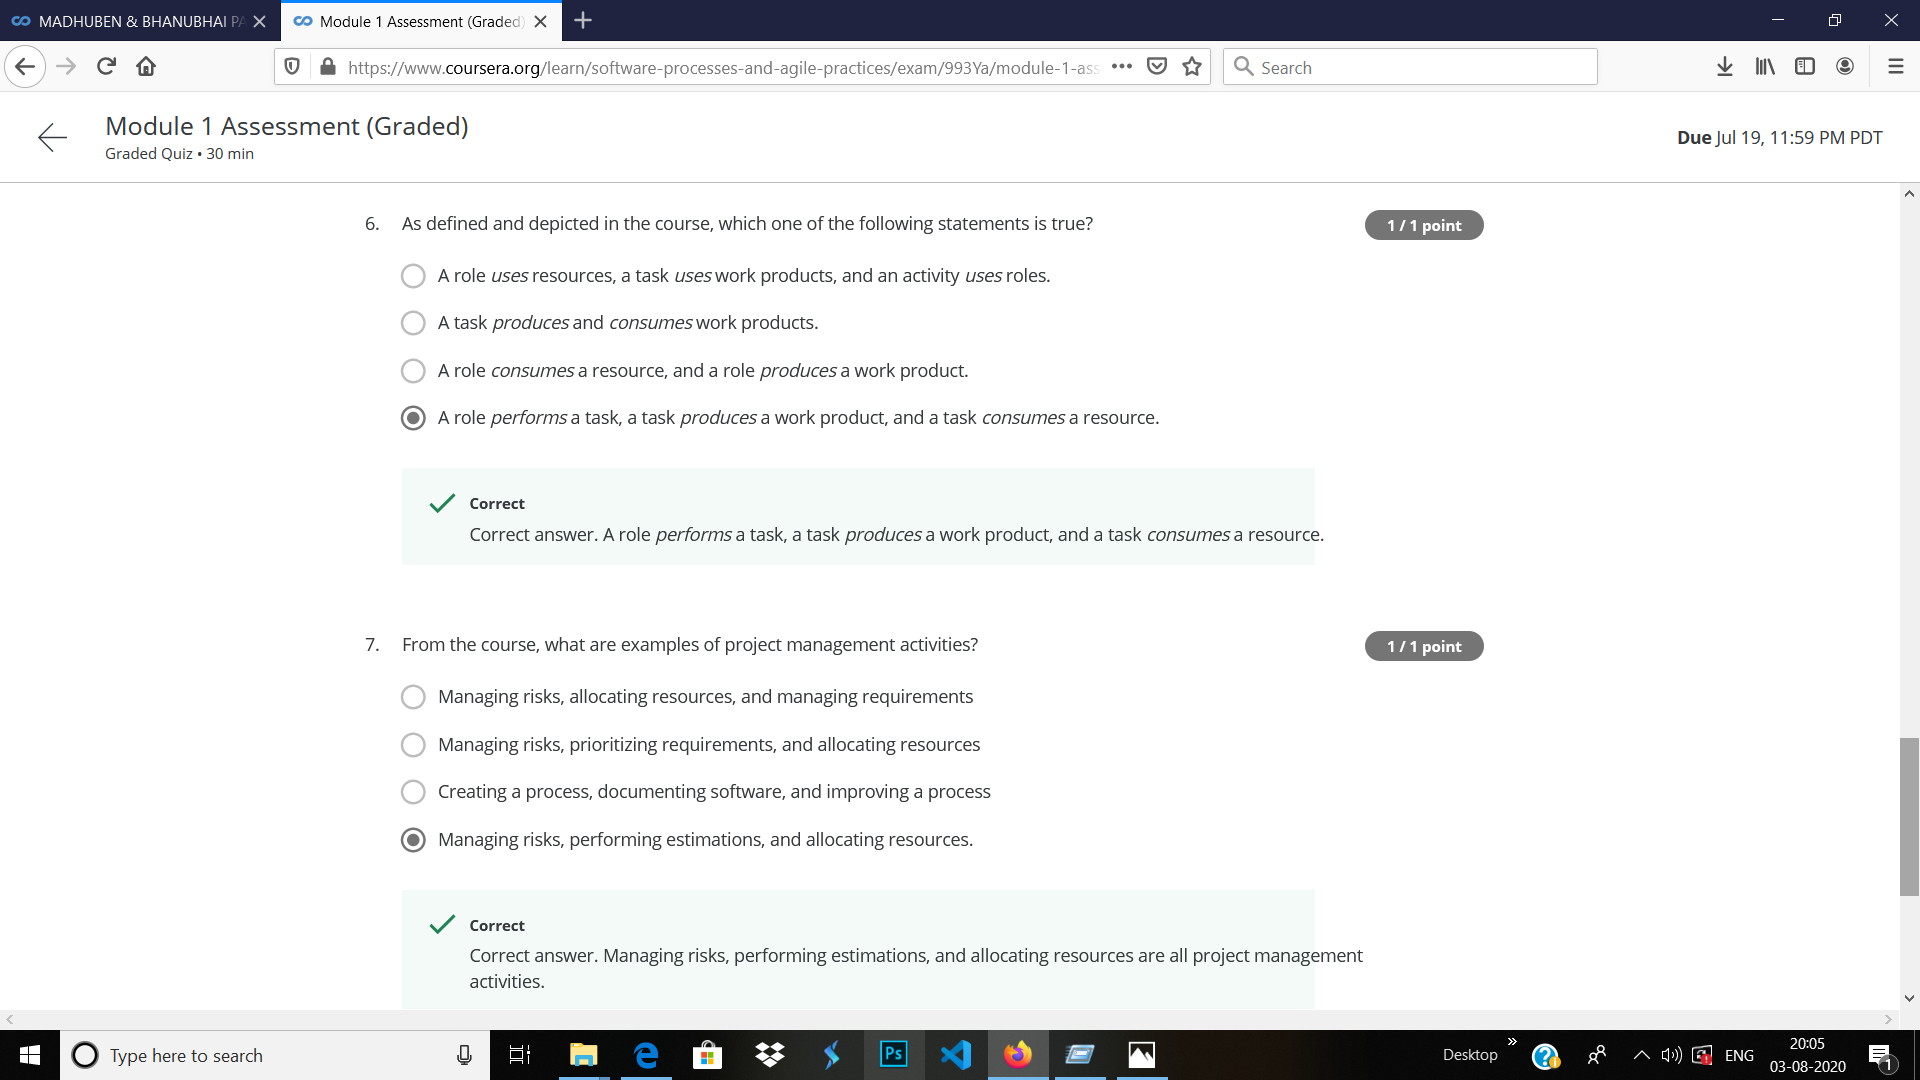 MADHUBEN & BHANUBHAI PA
Module 1 Assessment (Graded)
https://www.coursera.org/learn/software-processes-and-agile-practices/exam/993Ya/module-1-ass
Search
Module 1 Assessment (Graded)
Graded Quiz • 30 min
Due Jul 19, 11:59 PM PDT
6. As defined and depicted in the course, which one of the following statements is true?
1 / 1 point
A role uses resources, a task uses work products, and an activity uses roles.
A task produces and consumes work products.
A role consumes a resource, and a role produces a work product.
A role performs a task, a task produces a work product, and a task consumes a resource.
Correct
Correct answer. A role performs a task, a task produces a work product, and a task consumes a resource.
7. From the course, what are examples of project management activities?
1 / 1 point
Managing risks, allocating resources, and managing requirements
Managing risks, prioritizing requirements, and allocating resources
Creating a process, documenting software, and improving a process
Managing risks, performing estimations, and allocating resources.
Correct
Correct answer. Managing risks, performing estimations, and allocating resources are all project management
activities.
Type here to search
Ps
Desktop
ENG
20:05
03-08-2020
1